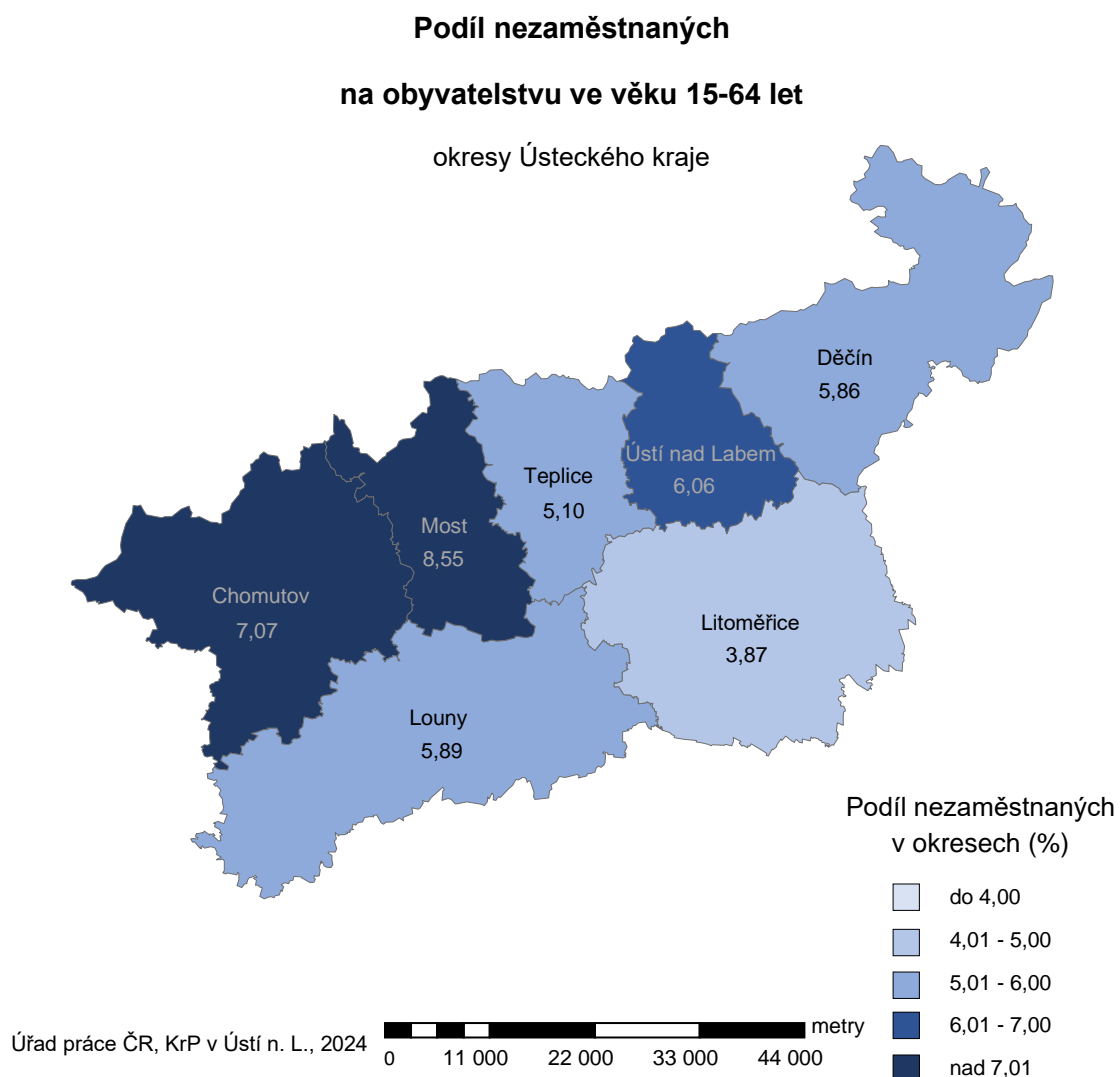 Podíl nezaměstnaných
na obyvatelstvu ve věku 15-64 let
okresy Ústeckého kraje
Děčín
5,86
Ústí nad Labem
6,06
Teplice
5,10
Most
8,55
Chomutov
7,07
Litoměřice
3,87
Louny
5,89
Podíl nezaměstnaných
v okresech (%)
do 4,00
4,01 - 5,00
5,01 - 6,00
6,01 - 7,00
nad 7,01
Úřad práce ČR, KrP v Ústí n. L., 2024
metry
0 11 000 22 000 33 000 44 000